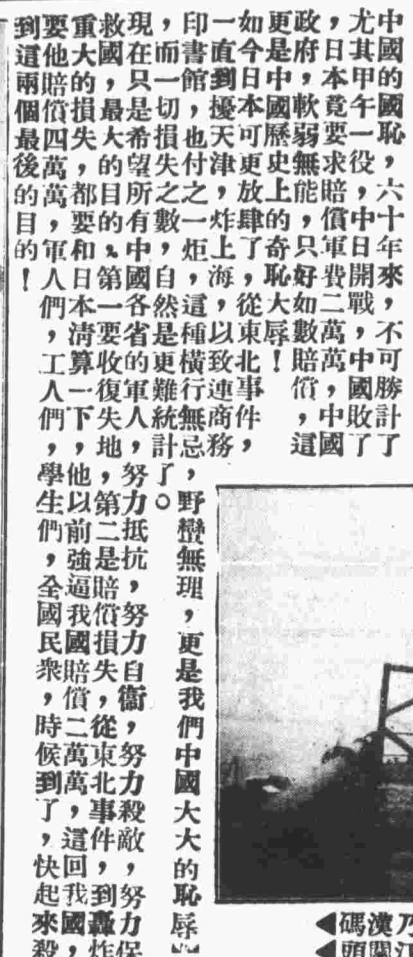 中國的國恥，六十年來，不可勝計了
尤其甲午一役，中日開戰，中國敗了
，日本竟要求賠償軍費二萬萬，中國
政府，軟弱無能，只好如數賠償，這
更是中國歷史上的奇恥大辱！
如今日本可更放肆了，從東北事件，
一直到擾天津，炸上海，以致連商務
印書館，也付之一炬，這種橫行無忌，野蠻無理，更是我們中國大大的恥辱
，而一切損失之數，自然是更難統計了。
現在只是希望所有中國各省的軍人，努力抵抗，努力自衞，努力殺敵，努力保
救國，最大的目的。第一要收復失地，第二是賠償損失，從東北事件，到轟炸
重大的損失，都要和日本清算一下，他以前強逼我國賠償二萬萬，這回我國，
要他賠償四萬萬，軍人們，工人們，學生們，全國民衆，時候到了，快起來殺
到這兩個最後的目的！
乃江
漢關
碼頭